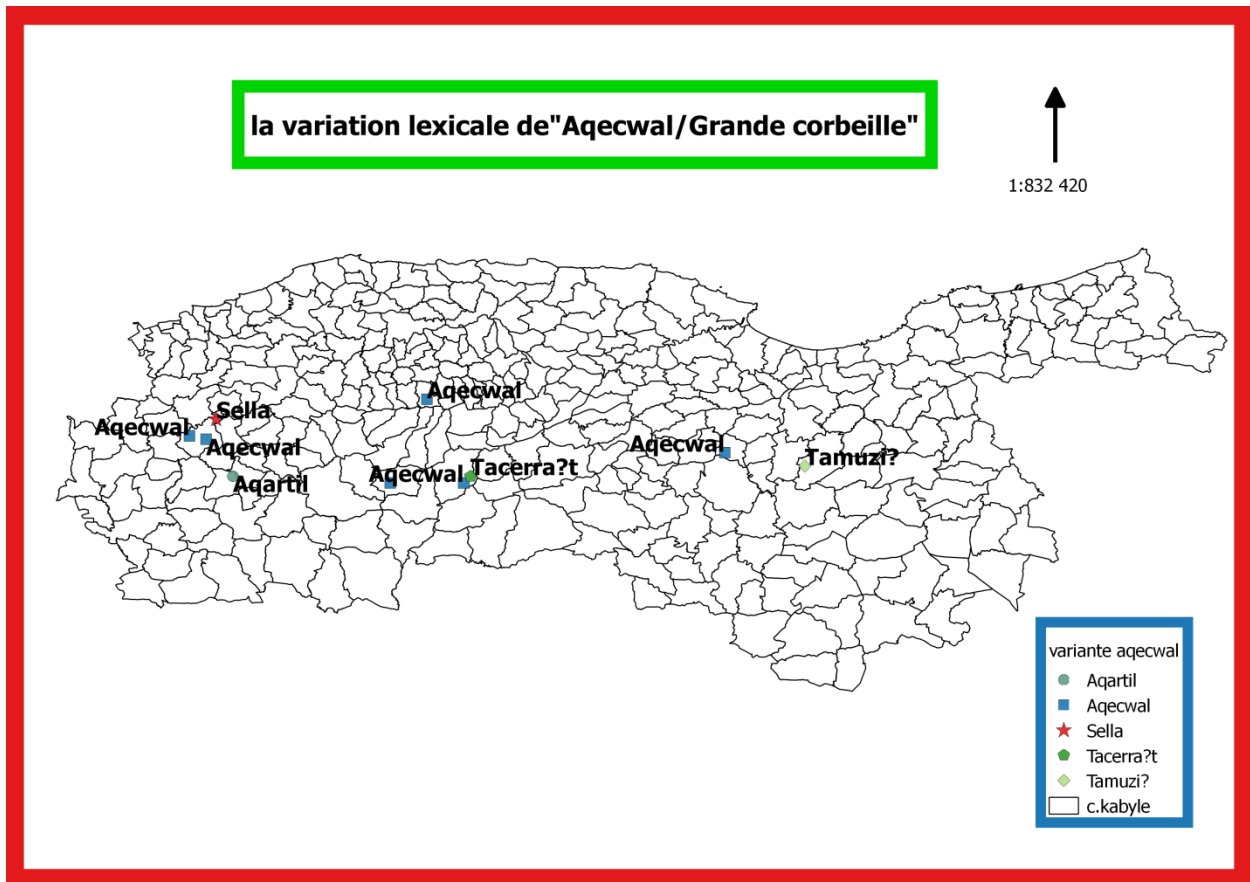 la variation lexicale de"Aqecwal/Grande corbeille"
1:832 420
Aqecwal
Sella
Aqecwal
Aqecwal
Aqecwal
Tamuzi?
Aqecwal
Tacerra?t
Aqartil
variante aqecwal
Aqartil
Aqecwal
Sella
Tacerra?t
Tamuzi?
c.kabyle